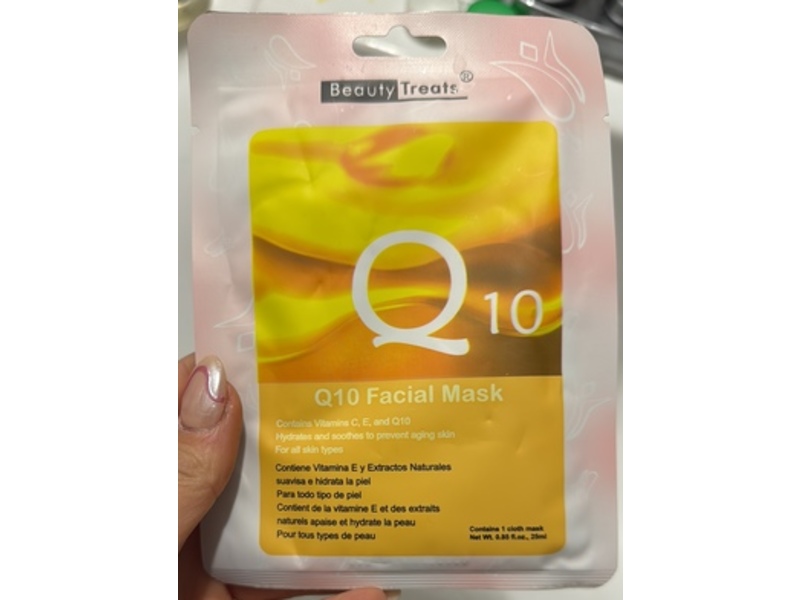 Beauty Treats®
Q10
Q10 Facial Mask
Contains Vitamins C, E, and Q10
Hydrates and soothes to prevent aging skin
For all skin types
Contiene Vitamina E y Extractos Naturales
suavisa e hidrata la piel
Para todo tipo de piel
Contient de la vitamine E et des extraits
naturels apaise et hydrate la peau
Pour tous types de peau
Contains 1 cloth mask
Net Wt. 0.85 fl.oz., 25ml